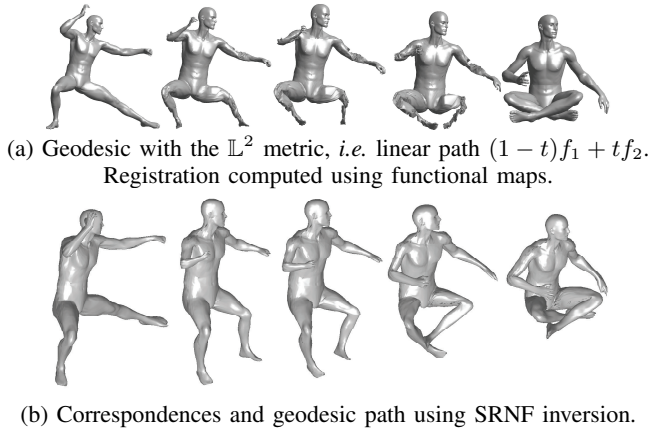 (a) Geodesic with the 𝕃² metric, i.e. linear path (1 − t)f₁ + tf₂.
Registration computed using functional maps.
(b) Correspondences and geodesic path using SRNF inversion.